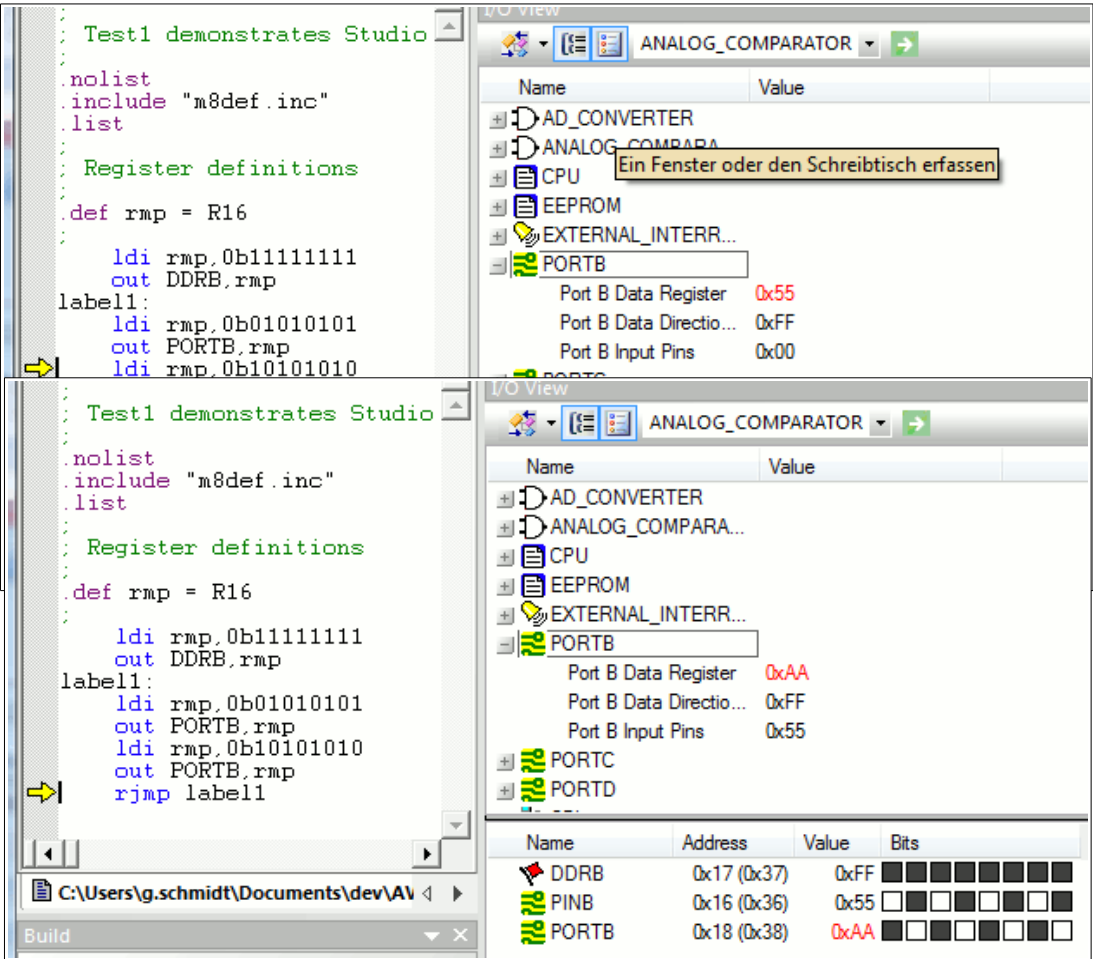 I/O View
;
; Test1 demonstrates Studio
;
.nolist
.include "m8def.inc"
.list
;
; Register definitions
;
.def rmp = R16
;
ldi rmp,0b11111111
out DDRB,rmp
label1:
ldi rmp,0b01010101
out PORTB,rmp
ldi rmp,0b10101010
ANALOG_COMPARATOR
Name Value
AD_CONVERTER
ANALOG_COMPARA...
Ein Fenster oder den Schreibtisch erfassen
CPU
EEPROM
EXTERNAL_INTERR...
PORTB
Port B Data Register 0x55
Port B Data Directio... 0xFF
Port B Input Pins 0x00
PORTC
;
; Test1 demonstrates Studio
;
.nolist
.include "m8def.inc"
.list
;
; Register definitions
;
.def rmp = R16
;
ldi rmp,0b11111111
out DDRB,rmp
label1:
ldi rmp,0b01010101
out PORTB,rmp
ldi rmp,0b10101010
out PORTB,rmp
rjmp label1
C:\Users\g.schmidt\Documents\dev\AV
Build
I/O View
ANALOG_COMPARATOR
Name Value
AD_CONVERTER
ANALOG_COMPARA...
CPU
EEPROM
EXTERNAL_INTERR...
PORTB
Port B Data Register 0xAA
Port B Data Directio... 0xFF
Port B Input Pins 0x55
PORTC
PORTD
Name Address Value Bits
DDRB 0x17 (0x37) 0xFF
PINB 0x16 (0x36) 0x55
PORTB 0x18 (0x38) 0xAA